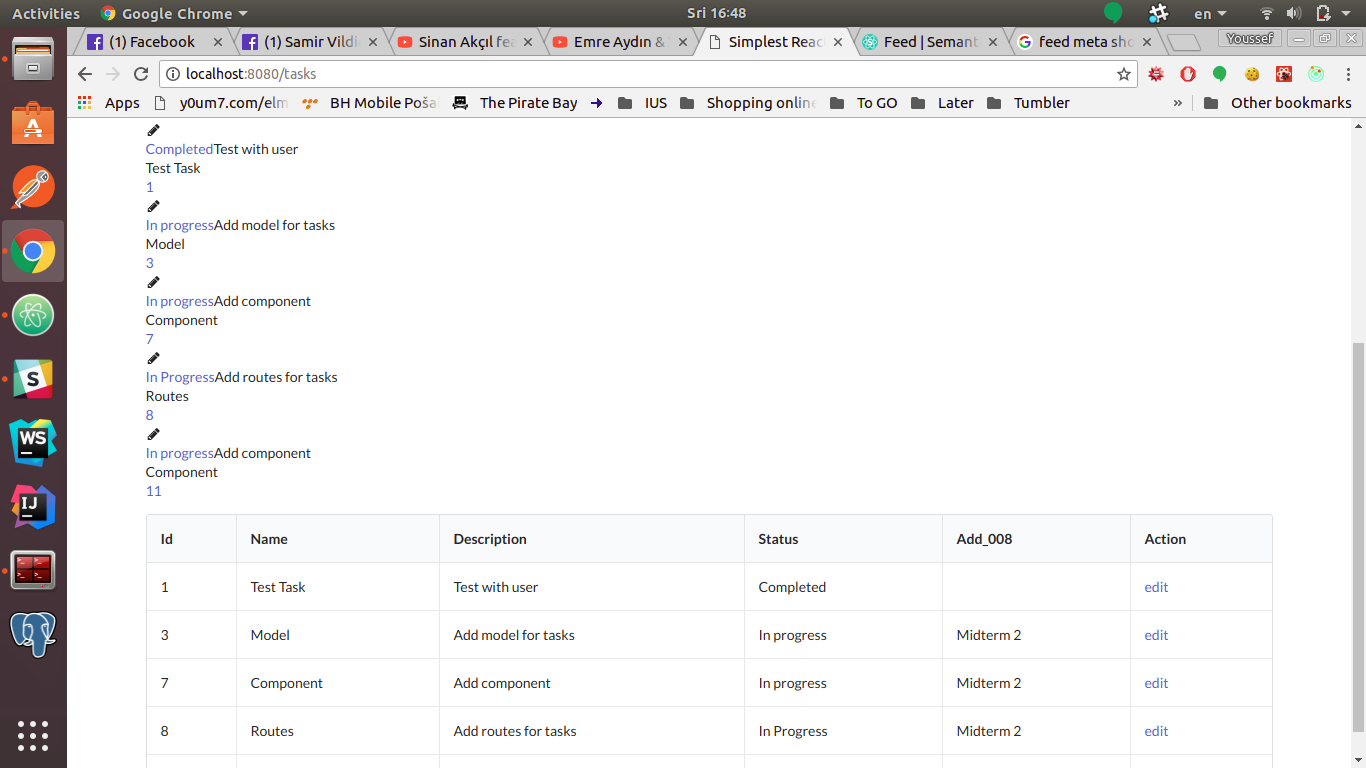 Activities Google Chrome Sri 16:48 en
(1) Facebook (1) Samir Vildi Sinan Akçıl fea Emre Aydın & Simplest Reac Feed | Semant feed meta sho Youssef
localhost:8080/tasks
Apps y0um7.com/elm BH Mobile Poša The Pirate Bay IUS Shopping online To GO Later Tumbler » Other bookmarks
CompletedTest with user
Test Task
1
In progressAdd model for tasks
Model
3
In progressAdd component
Component
7
In ProgressAdd routes for tasks
Routes
8
In progressAdd component
Component
11
Id Name Description Status Add_008 Action
1 Test Task Test with user Completed edit
3 Model Add model for tasks In progress Midterm 2 edit
7 Component Add component In progress Midterm 2 edit
8 Routes Add routes for tasks In Progress Midterm 2 edit
S
WS
IJ